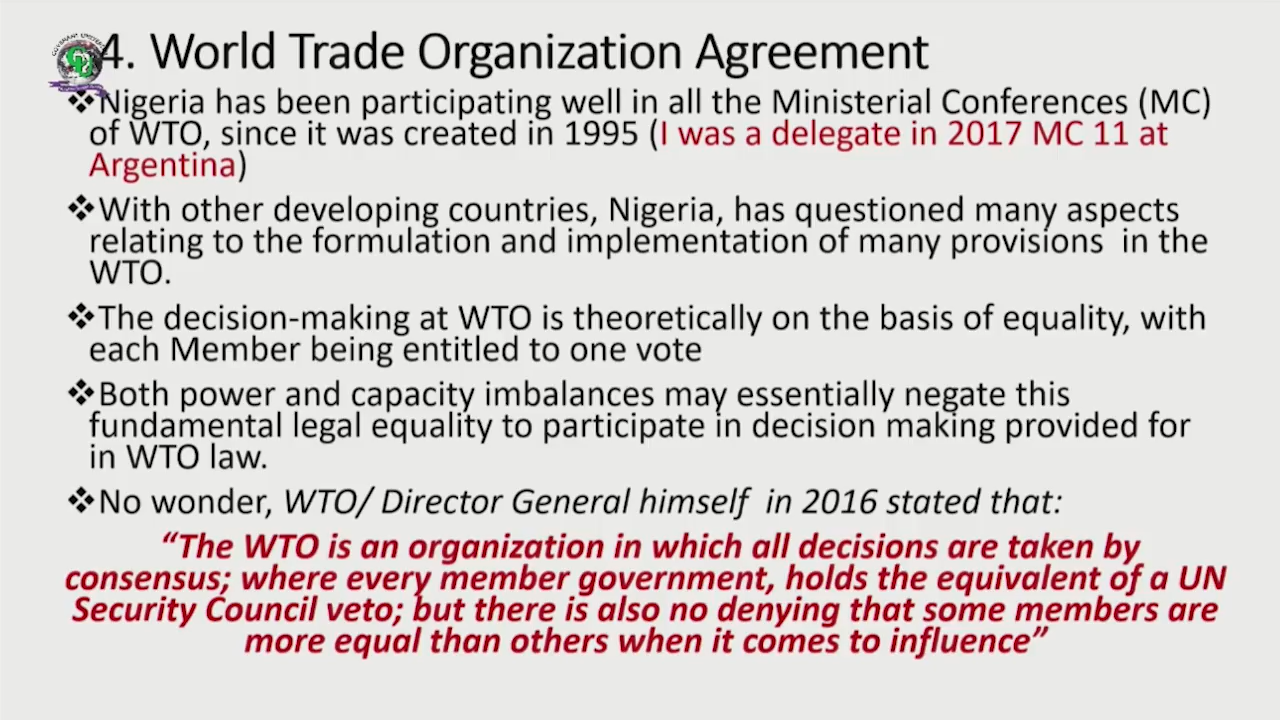 4. World Trade Organization Agreement
❖Nigeria has been participating well in all the Ministerial Conferences (MC)
of WTO, since it was created in 1995 (I was a delegate in 2017 MC 11 at
Argentina)
❖With other developing countries, Nigeria, has questioned many aspects
relating to the formulation and implementation of many provisions  in the
WTO.
❖The decision-making at WTO is theoretically on the basis of equality, with
each Member being entitled to one vote
❖Both power and capacity imbalances may essentially negate this
fundamental legal equality to participate in decision making provided for
in WTO law.
❖No wonder, WTO/ Director General himself  in 2016 stated that:
“The WTO is an organization in which all decisions are taken by
consensus; where every member government, holds the equivalent of a UN
Security Council veto; but there is also no denying that some members are
more equal than others when it comes to influence”